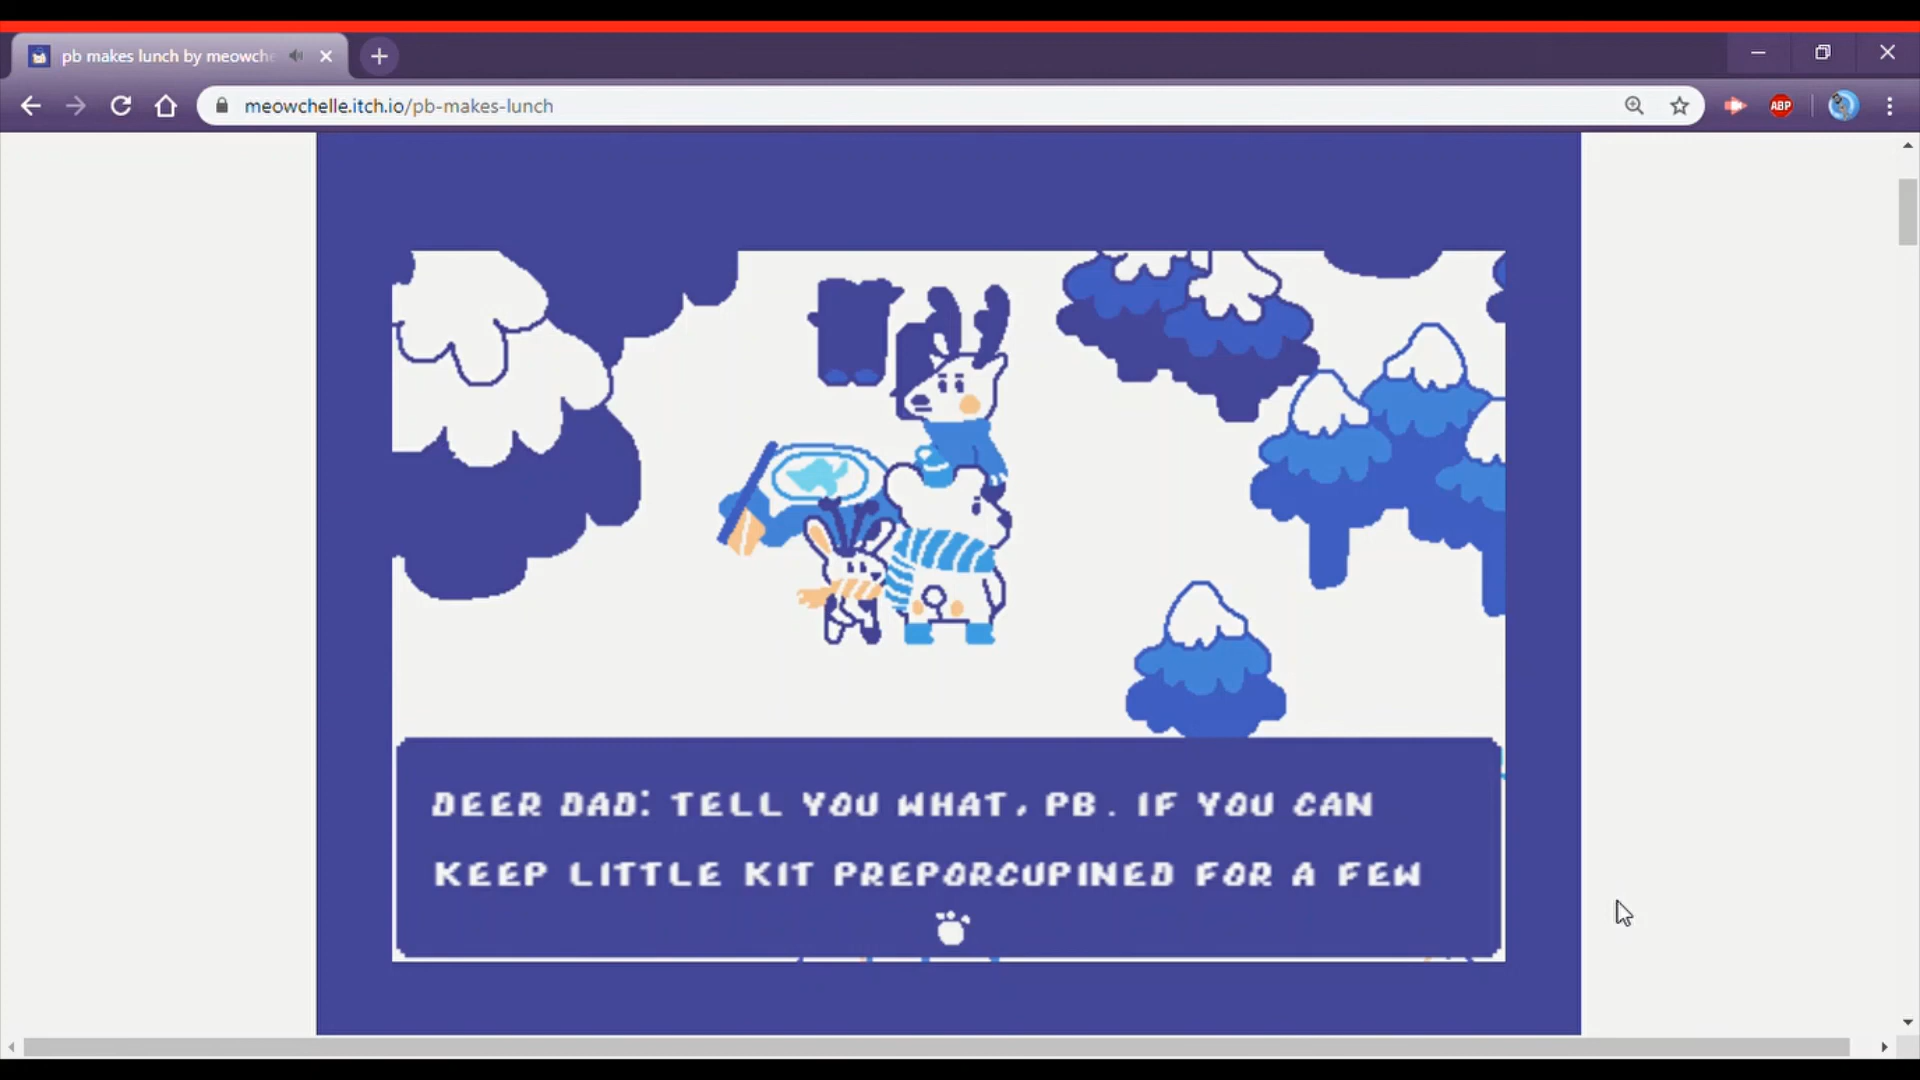 pb makes lunch by meowche
meowchelle.itch.io/pb-makes-lunch
ABP
DEER DAD: TELL YOU WHAT, PB. IF YOU CAN
KEEP LITTLE KIT PREPORCUPINED FOR A FEW